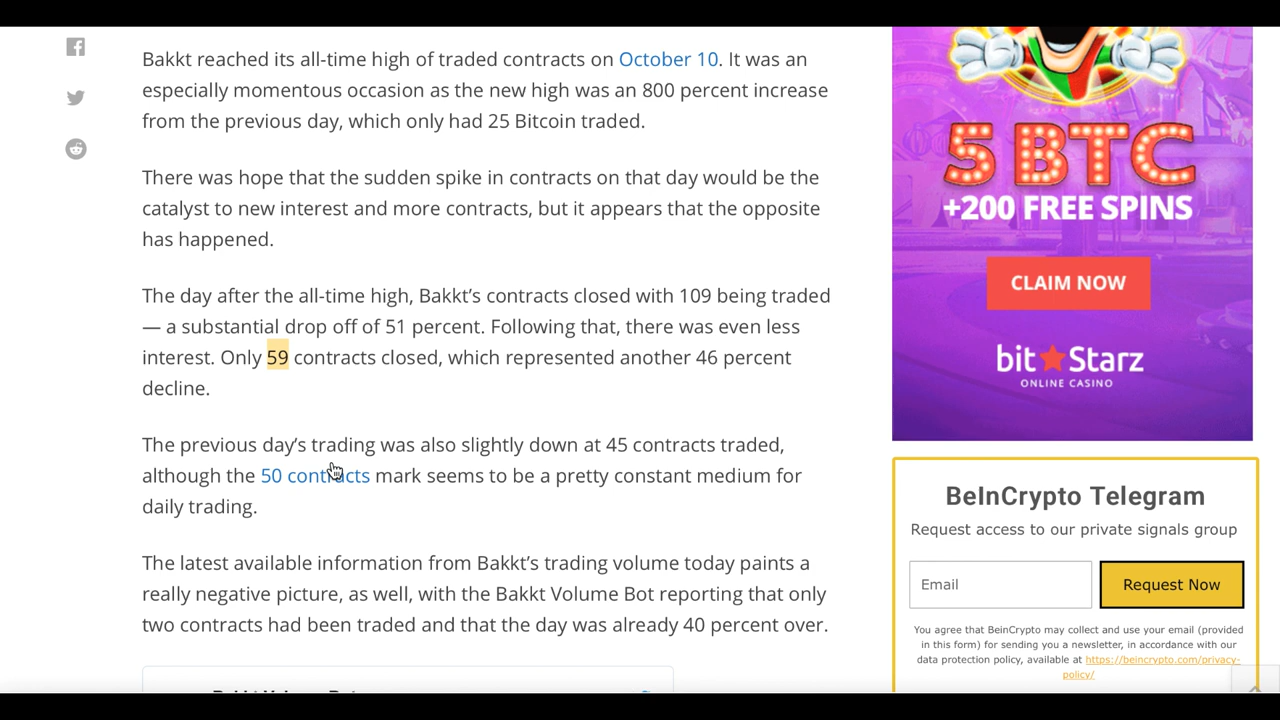 Bakkt reached its all-time high of traded contracts on October 10. It was an
especially momentous occasion as the new high was an 800 percent increase
from the previous day, which only had 25 Bitcoin traded.
There was hope that the sudden spike in contracts on that day would be the
catalyst to new interest and more contracts, but it appears that the opposite
has happened.
The day after the all-time high, Bakkt's contracts closed with 109 being traded
— a substantial drop off of 51 percent. Following that, there was even less
interest. Only 59 contracts closed, which represented another 46 percent
decline.
The previous day's trading was also slightly down at 45 contracts traded,
although the 50 contracts mark seems to be a pretty constant medium for
daily trading.
The latest available information from Bakkt's trading volume today paints a
really negative picture, as well, with the Bakkt Volume Bot reporting that only
two contracts had been traded and that the day was already 40 percent over.
5 BTC
+200 FREE SPINS
CLAIM NOW
bit Starz
ONLINE CASINO
BeInCrypto Telegram
Request access to our private signals group
Email
Request Now
You agree that BeInCrypto may collect and use your email (provided
in this form) for sending you a newsletter, in accordance with our
data protection policy, available at https://beincrypto.com/privacy-
policy/